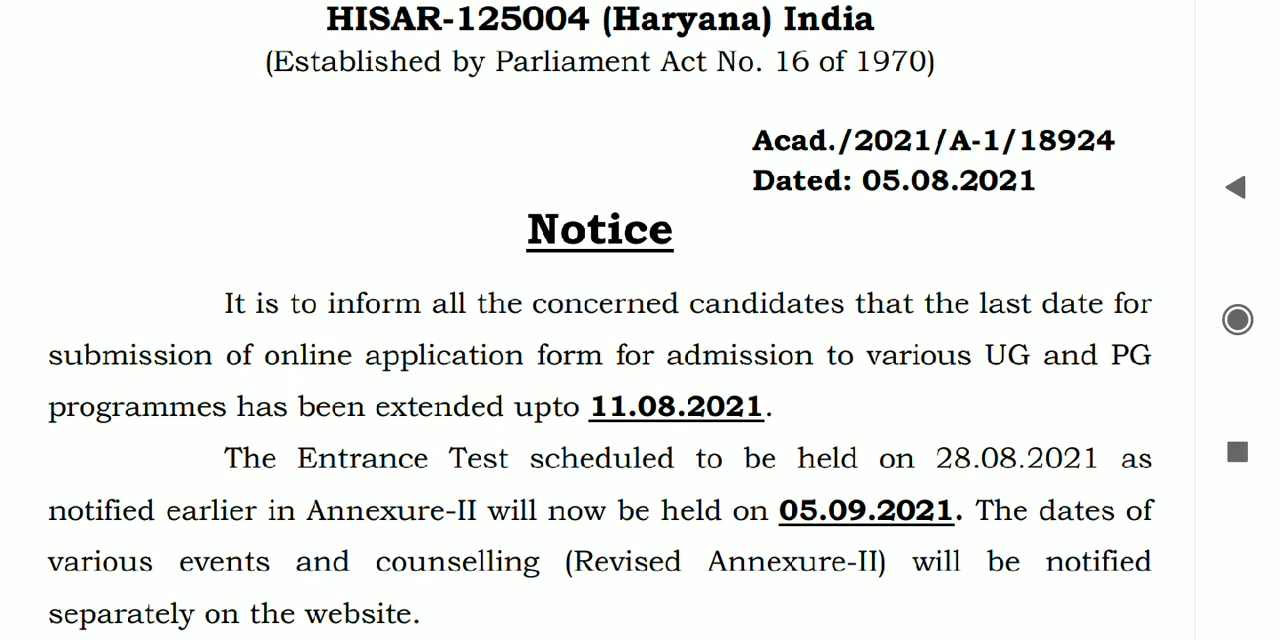 HISAR-125004 (Haryana) India
(Established by Parliament Act No. 16 of 1970)
Acad./2021/A-1/18924
Dated: 05.08.2021
Notice
It is to inform all the concerned candidates that the last date for
submission of online application form for admission to various UG and PG
programmes has been extended upto 11.08.2021.
The Entrance Test scheduled to be held on 28.08.2021 as
notified earlier in Annexure-II will now be held on 05.09.2021. The dates of
various events and counselling (Revised Annexure-II) will be notified
separately on the website.